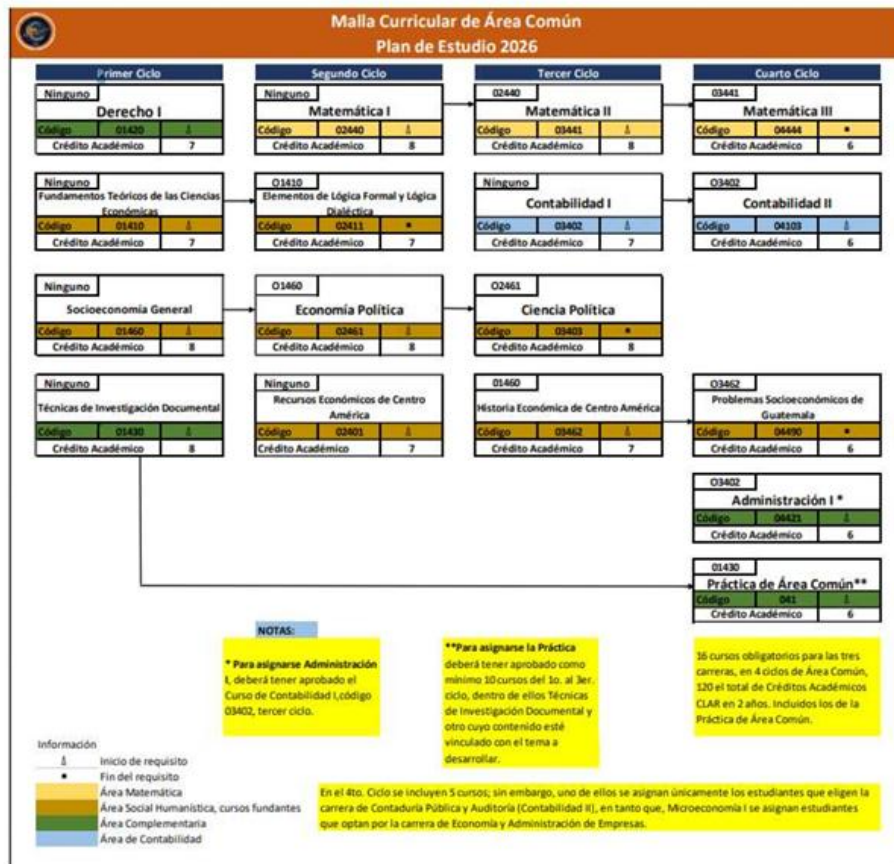 Malla Curricular de Área Común
Plan de Estudio 2026
Primer Ciclo
Segundo Ciclo
Tercer Ciclo
Cuarto Ciclo
Ninguno
Derecho I
Código 01420
Crédito Académico 7
Ninguno
Matemática I
Código 02440
Crédito Académico 8
02440
Matemática II
Código 03441
Crédito Académico 8
03441
Matemática III
Código 04444
Crédito Académico 6
Ninguno
Fundamentos Teóricos de las Ciencias
Económicas
Código 01410
Crédito Académico 7
O1410
Elementos de Lógica Formal y Lógica
Dialéctica
Código 02411
Crédito Académico 7
Ninguno
Contabilidad I
Código 03402
Crédito Académico 7
O3402
Contabilidad II
Código 04103
Crédito Académico 6
Ninguno
Socioeconomía General
Código 01460
Crédito Académico 8
O1460
Economía Política
Código 02461
Crédito Académico 8
O2461
Ciencia Política
Código 03403
Crédito Académico 8
Ninguno
Técnicas de Investigación Documental
Código 01430
Crédito Académico 8
Ninguno
Recursos Económicos de Centro
América
Código 02401
Crédito Académico 7
01460
Historia Económica de Centro América
Código 03462
Crédito Académico 7
O3462
Problemas Socioeconómicos de
Guatemala
Código 04490
Crédito Académico 6
O3402
Administración I *
Código 04421
Crédito Académico 6
01430
Práctica de Área Común**
Código 041
Crédito Académico 6
NOTAS:
* Para asignarse Administración
I, deberá tener aprobado el
Curso de Contabilidad I,código
03402, tercer ciclo.
**Para asignarse la Práctica
deberá tener aprobado como
mínimo 10 cursos del 1o. al 3er.
ciclo, dentro de ellos Técnicas
de Investigación Documental y
otro cuyo contenido esté
vinculado con el tema a
desarrollar.
16 cursos obligatorios para las tres
carreras, en 4 ciclos de Área Común,
120 el total de Créditos Académicos
CLAR en 2 años. Incluidos los de la
Práctica de Área Común.
Información
Inicio de requisito
Fin del requisito
Área Matemática
Área Social Humanística, cursos fundantes
Área Complementaria
Área de Contabilidad
En el 4to. Ciclo se incluyen 5 cursos; sin embargo, uno de ellos se asignan únicamente los estudiantes que eligen la
carrera de Contaduría Pública y Auditoría (Contabilidad II), en tanto que, Microeconomía I se asignan estudiantes
que optan por la carrera de Economía y Administración de Empresas.